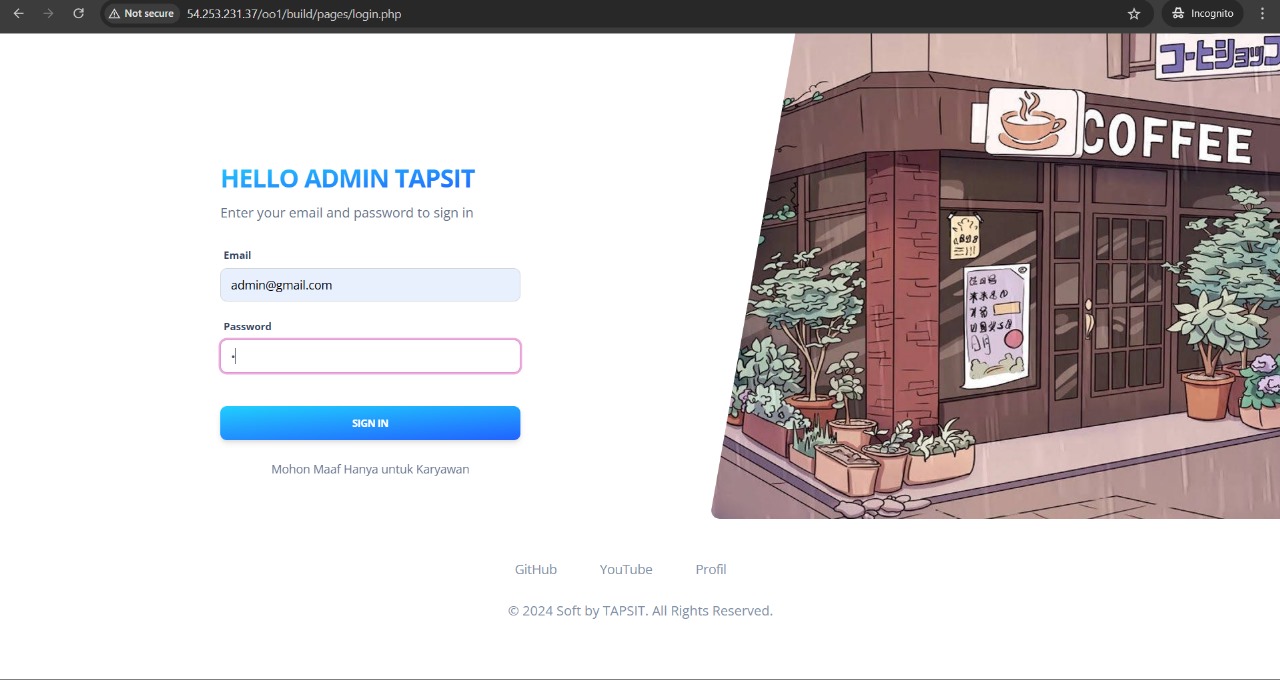 Not secure
54.253.231.37/oo1/build/pages/login.php
Incognito
コーヒショップ
COFFEE
HELLO ADMIN TAPSIT
Enter your email and password to sign in
Email
admin@gmail.com
Password
SIGN IN
Mohon Maaf Hanya untuk Karyawan
GitHub
YouTube
Profil
© 2024 Soft by TAPSIT. All Rights Reserved.